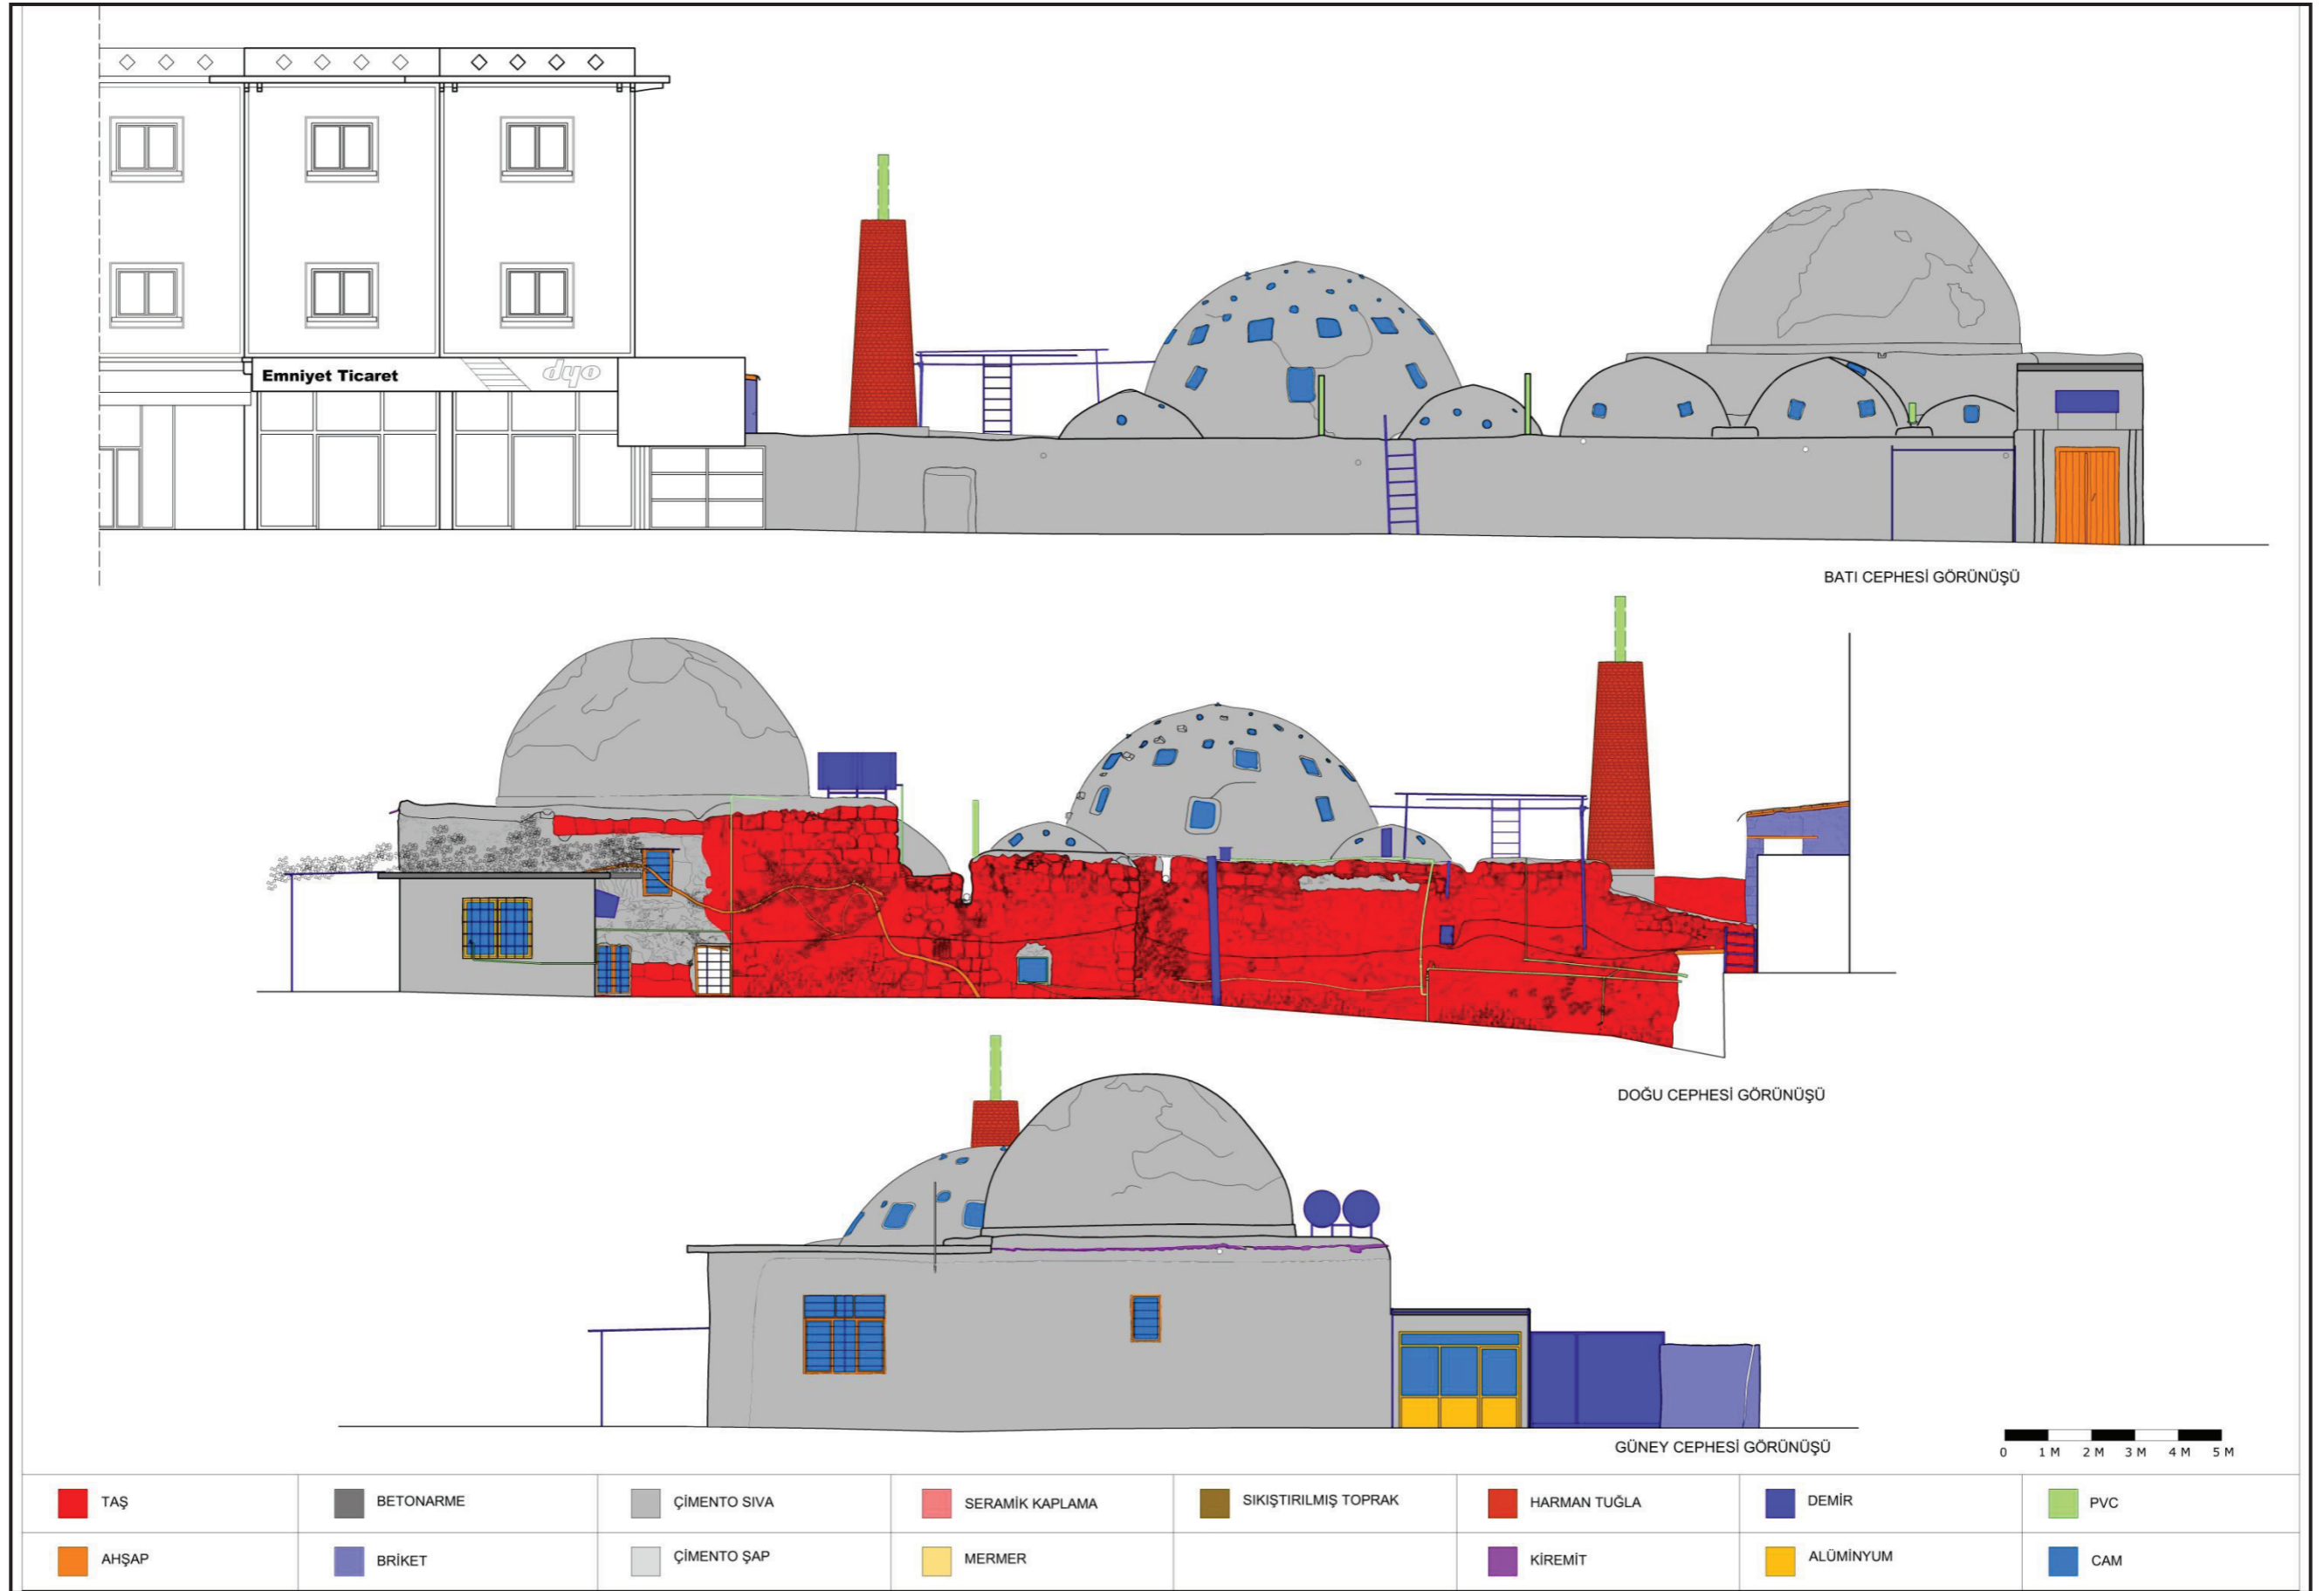 Emniyet Ticaret
dyo
BATI CEPHESİ GÖRÜNÜŞÜ
DOĞU CEPHESİ GÖRÜNÜŞÜ
GÜNEY CEPHESİ GÖRÜNÜŞÜ
0 1 M 2 M 3 M 4 M 5 M
TAŞ BETONARME ÇİMENTO SIVA SERAMİK KAPLAMA SIKIŞTIRILMIŞ TOPRAK HARMAN TUĞLA DEMİR PVC
AHŞAP BRİKET ÇİMENTO ŞAP MERMER KİREMİT ALÜMİNYUM CAM